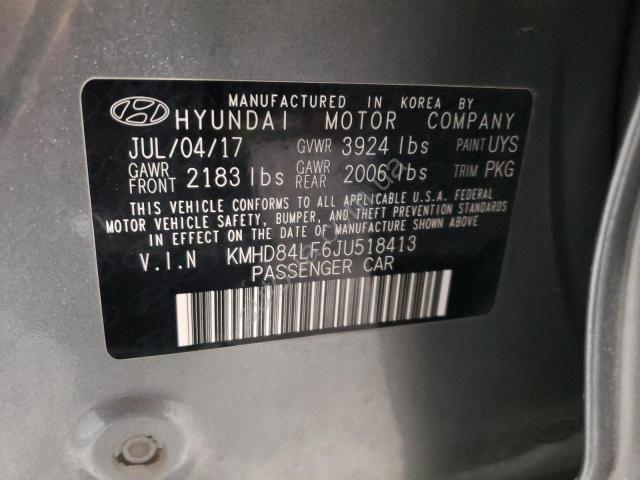 MANUFACTURED IN KOREA BY
HYUNDAI MOTOR COMPANY
JUL/04/17 GVWR 3924 lbs PAINT UYS
GAWR FRONT 2183 lbs GAWR REAR 2006 lbs TRIM PKG
THIS VEHICLE CONFORMS TO ALL APPLICABLE U.S.A. FEDERAL
MOTOR VEHICLE SAFETY, BUMPER, AND THEFT PREVENTION STANDARDS
IN EFFECT ON THE DATE OF MANUFACTURE SHOWN ABOVE.
V.I.N KMHD84LF6JU518413
PASSENGER CAR